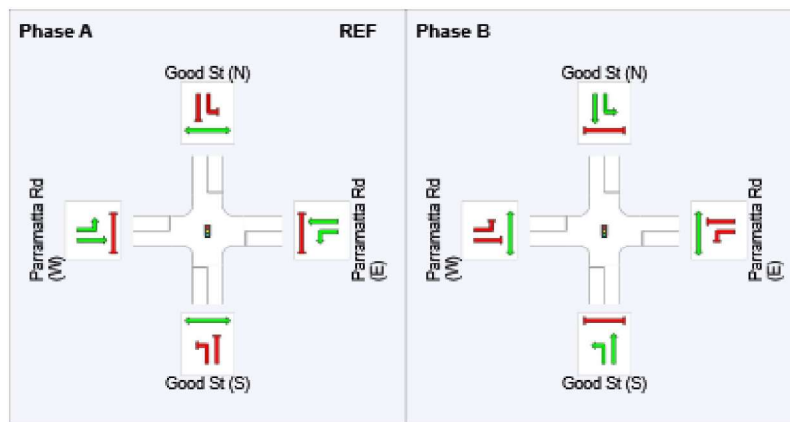 Phase A
REF
Good St (N)
Parramatta Rd
(W)
Parramatta Rd
(E)
Good St (S)
Phase B
Good St (N)
Parramatta Rd
(W)
Parramatta Rd
(E)
Good St (S)